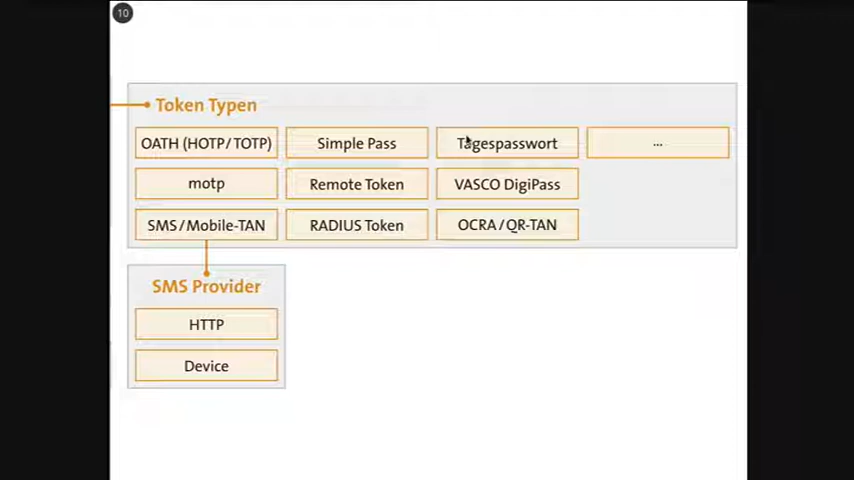 10
Token Typen
OATH (HOTP/TOTP)
Simple Pass
Tagespasswort
...
motp
Remote Token
VASCO DigiPass
SMS/Mobile-TAN
RADIUS Token
OCRA/QR-TAN
SMS Provider
HTTP
Device